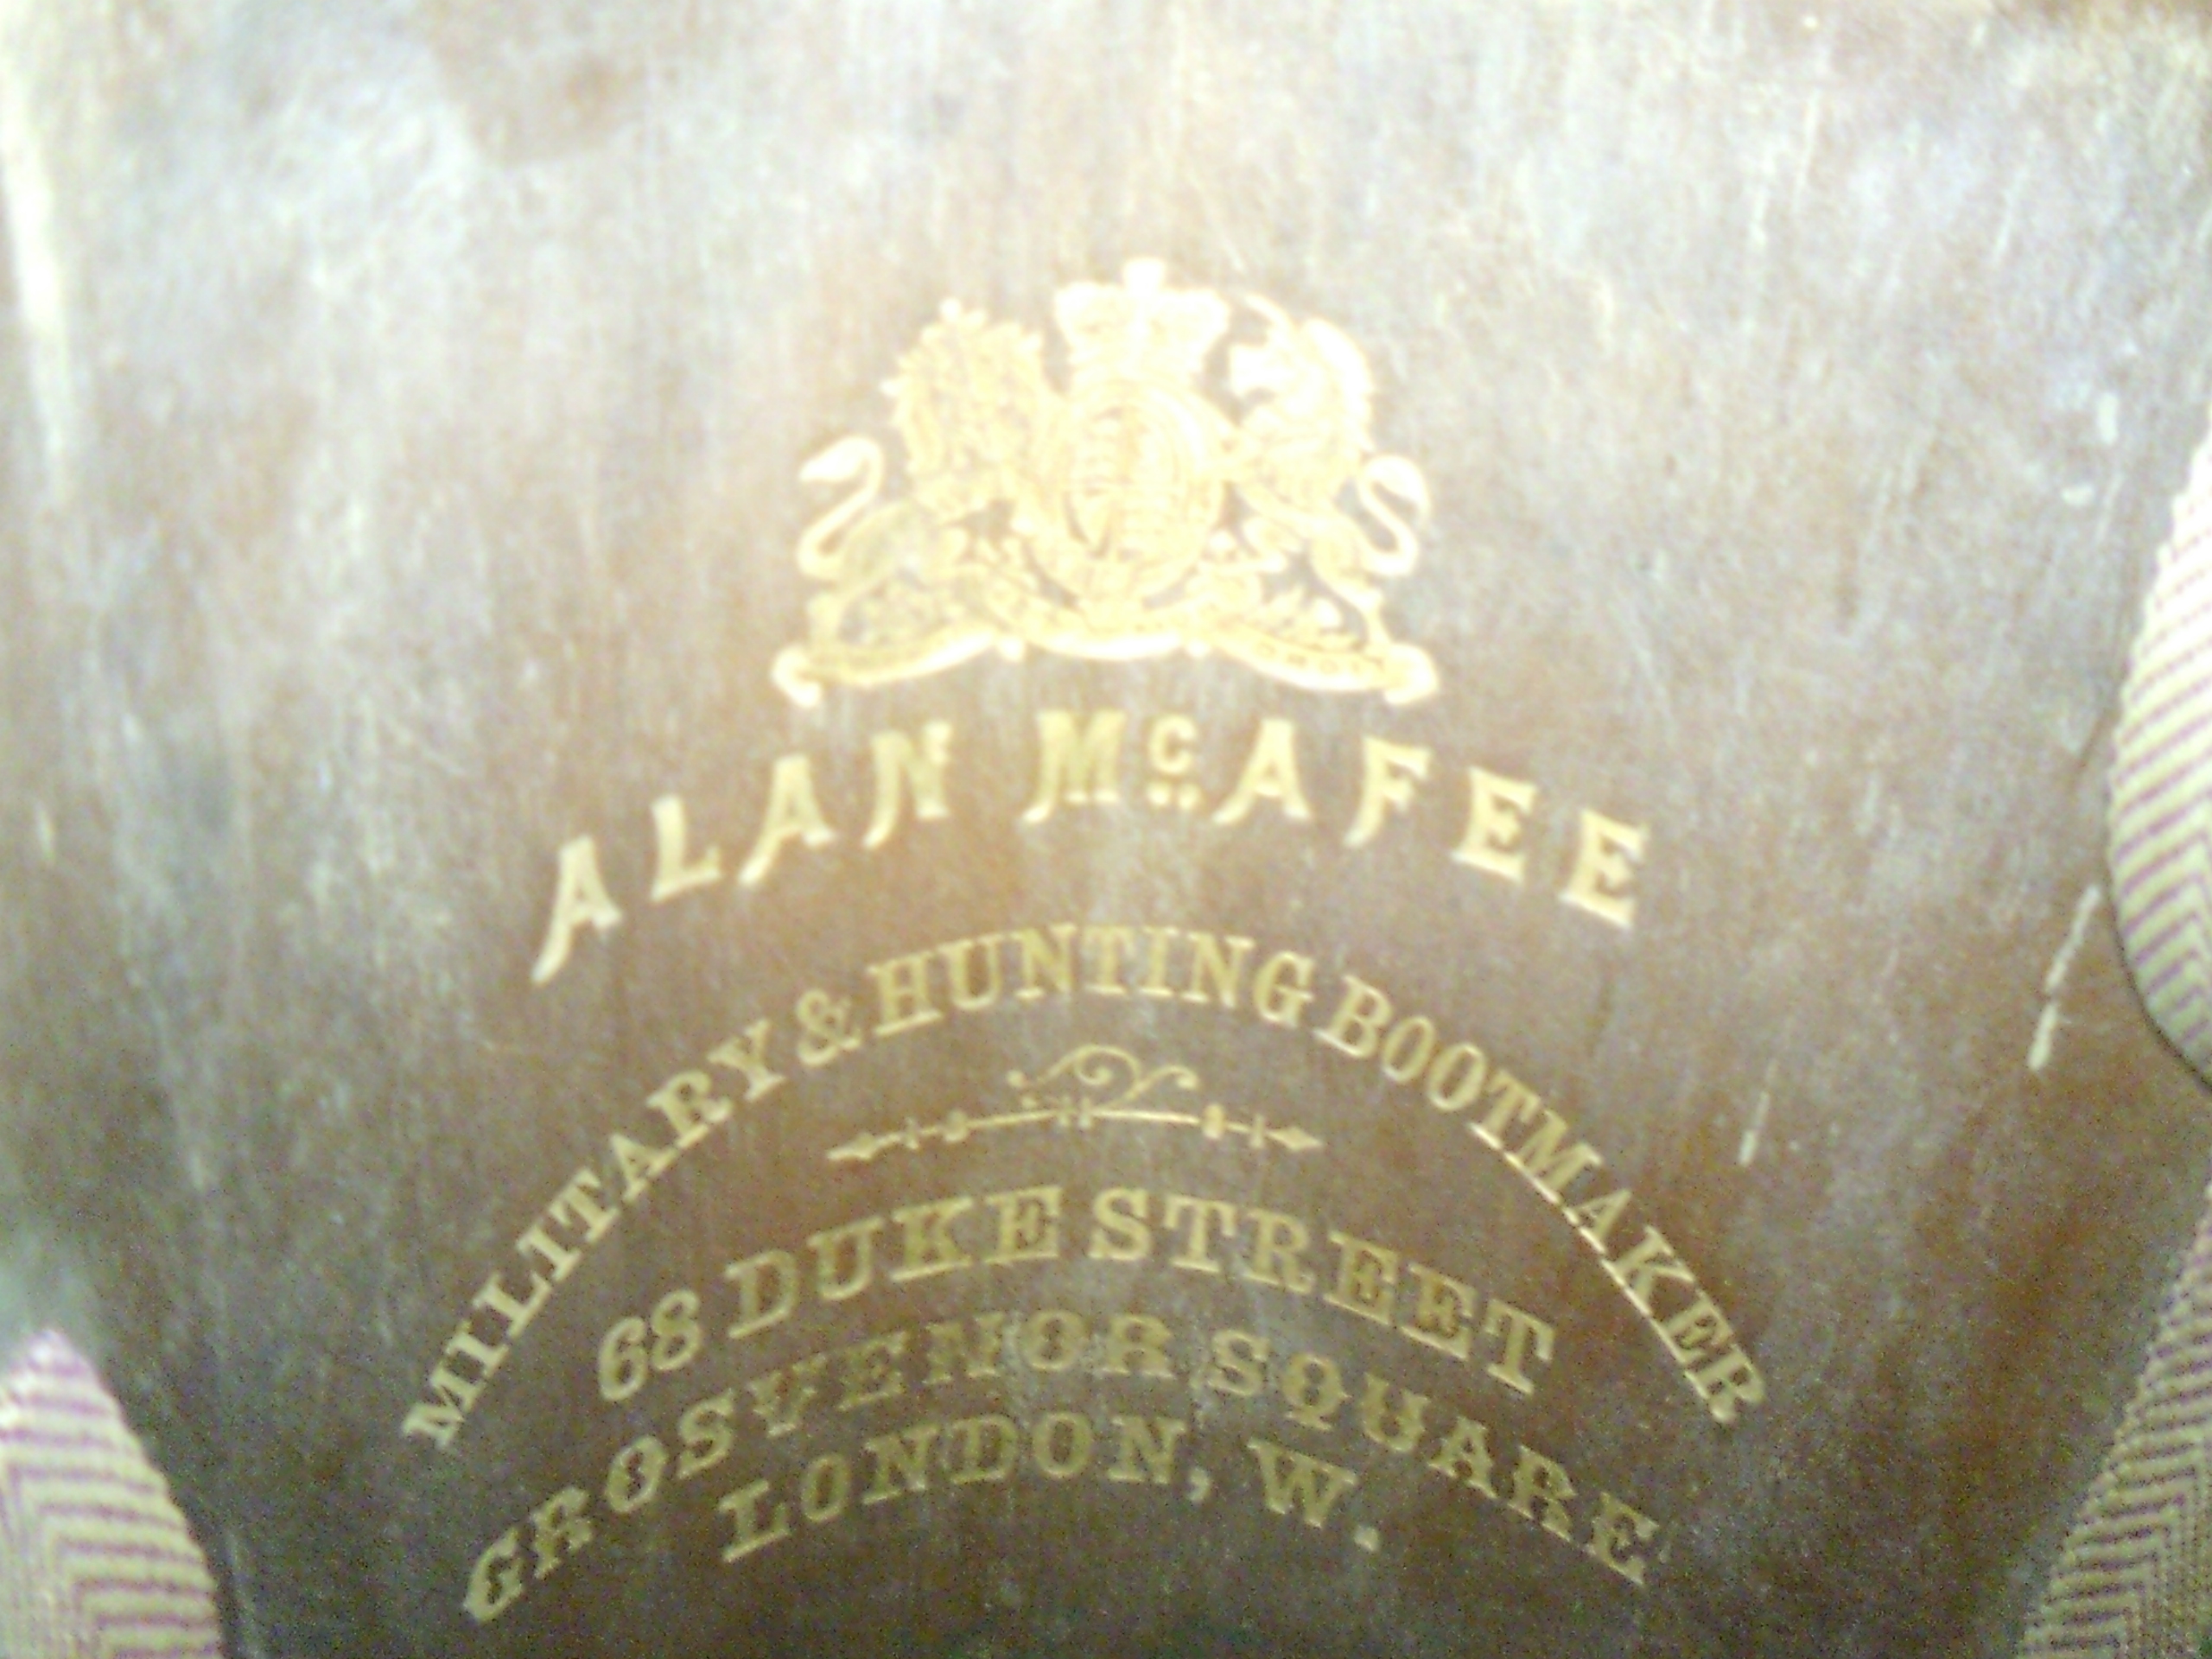 ALAN McAFEE
MILITARY & HUNTING BOOTMAKER
68 DUKE STREET
GROSVENOR SQUARE
LONDON, W.